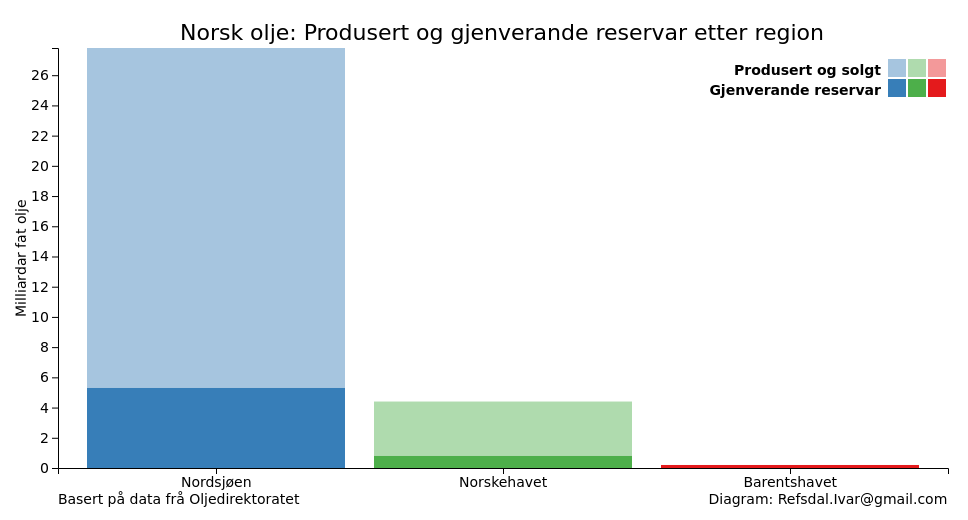 Norsk olje: Produsert og gjenverande reservar etter region
Produsert og solgt
Gjenverande reservar
Milliardar fat olje
26
24
22
20
18
16
14
12
10
8
6
4
2
0
Nordsjøen
Norskehavet
Barentshavet
Basert på data frå Oljedirektoratet
Diagram: Refsdal.Ivar@gmail.com